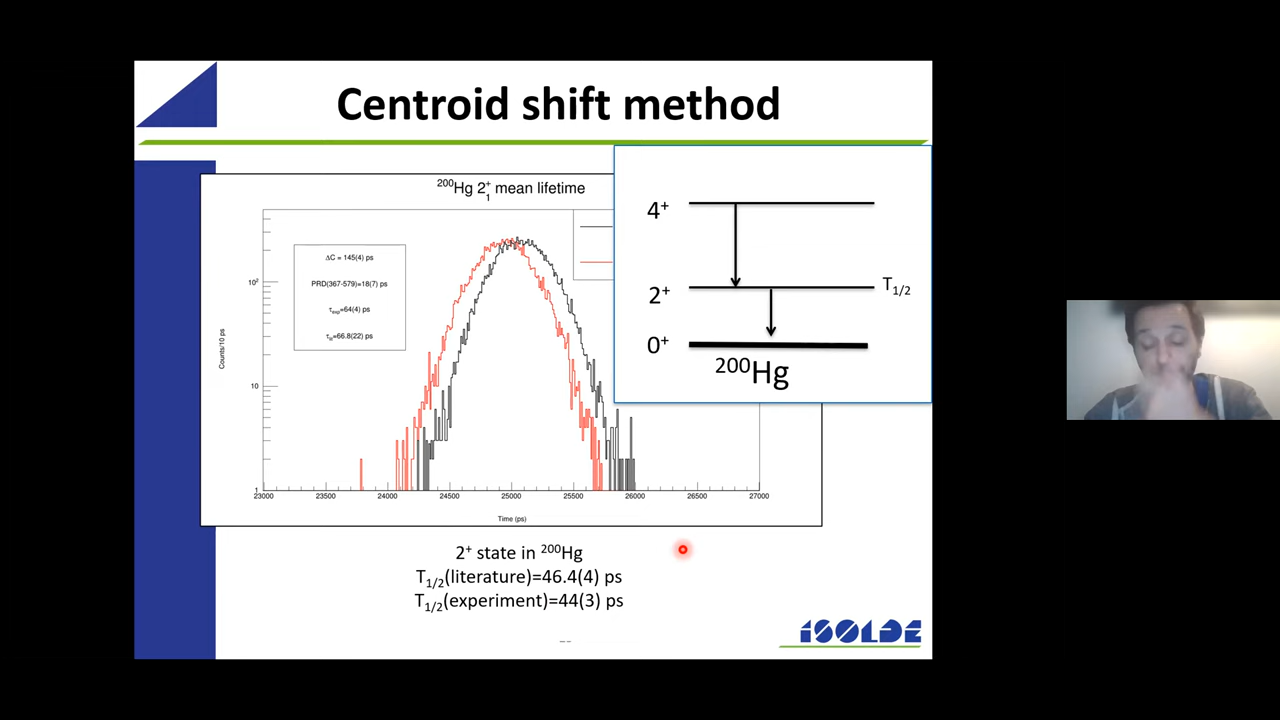 Centroid shift method
²⁰⁰Hg 2₁⁺ mean lifetime
ΔC = 145(4) ps
PRD(367-579)=18(7) ps
τexp=64(4) ps
=66.8(22) ps
Counts/10 ps
10²
10
1
23000 23500 24000 24500 25000 25500 26000 26500 27000
Time (ps)
4⁺
2⁺
T1/2
0⁺
²⁰⁰Hg
2⁺ state in ²⁰⁰Hg
T1/2(literature)=46.4(4) ps
T1/2(experiment)=44(3) ps
ISOLDE